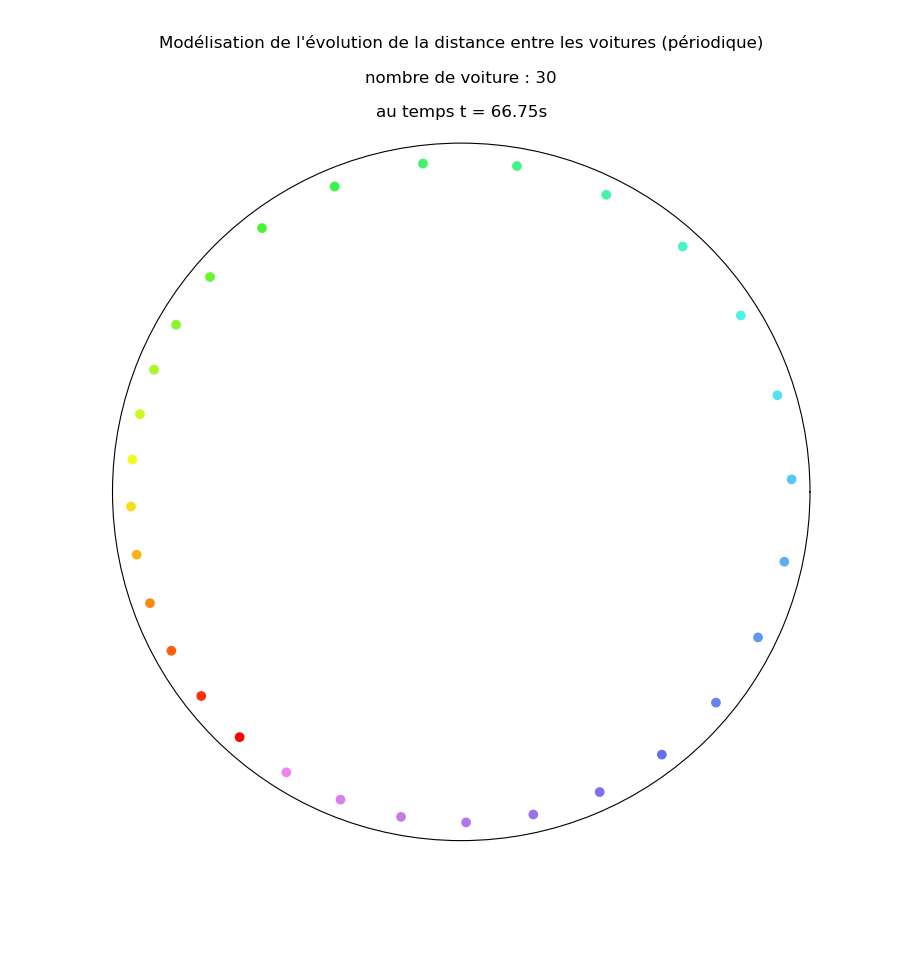 Modélisation de l'évolution de la distance entre les voitures (périodique)
nombre de voiture : 30
au temps t = 66.75s